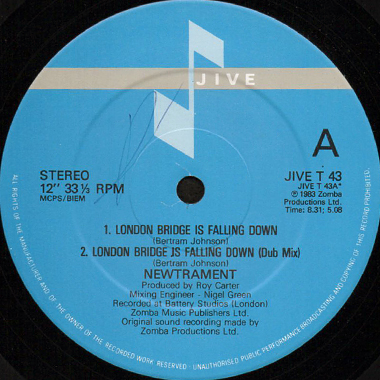 JIVE
STEREO
12" 33⅓ RPM
MCPS/BIEM
A
JIVE T 43
JIVE T 43A*
℗ 1983 Zomba
Productions Ltd.
Time: 8.31; 5.08
1. LONDON BRIDGE IS FALLING DOWN
(Bertram Johnson)
2. LONDON BRIDGE IS FALLING DOWN (Dub Mix)
(Bertram Johnson)
NEWTRAMENT
Produced by Roy Carter
Mixing Engineer - Nigel Green
Recorded at Battery Studios (London)
Zomba Music Publishers Ltd.
Original sound recording made by
Zomba Productions Ltd.
ALL RIGHTS OF THE MANUFACTURER AND OF THE OWNER OF THE RECORDED WORK RESERVED · UNAUTHORISED PUBLIC PERFORMANCE BROADCASTING AND COPYING OF THIS RECORD PROHIBITED.